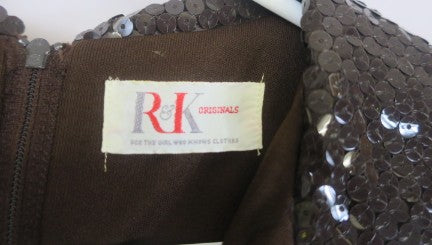 R&K ORIGINALS
FOR THE GIRL WHO KNOWS CLOTHES